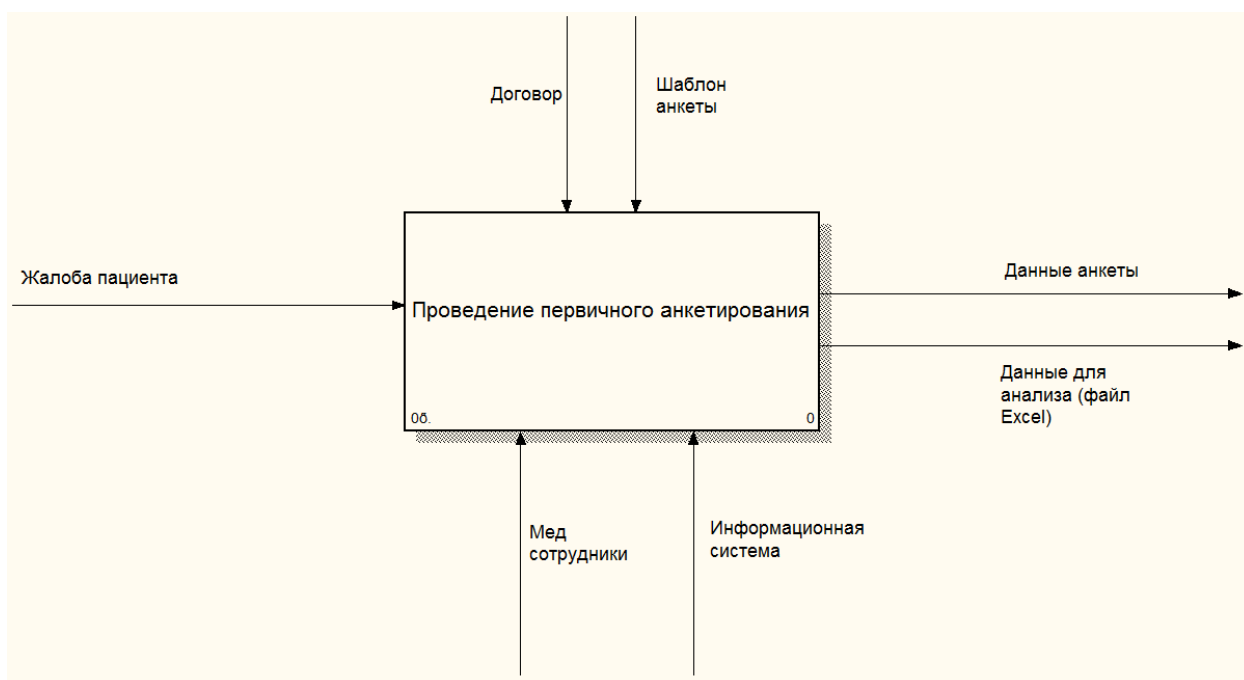 Договор
Шаблон
анкеты
Жалоба пациента
Данные анкеты
Проведение первичного анкетирования
Данные для
анализа (файл
Excel)
0б.
0
Мед
сотрудники
Информационная
система